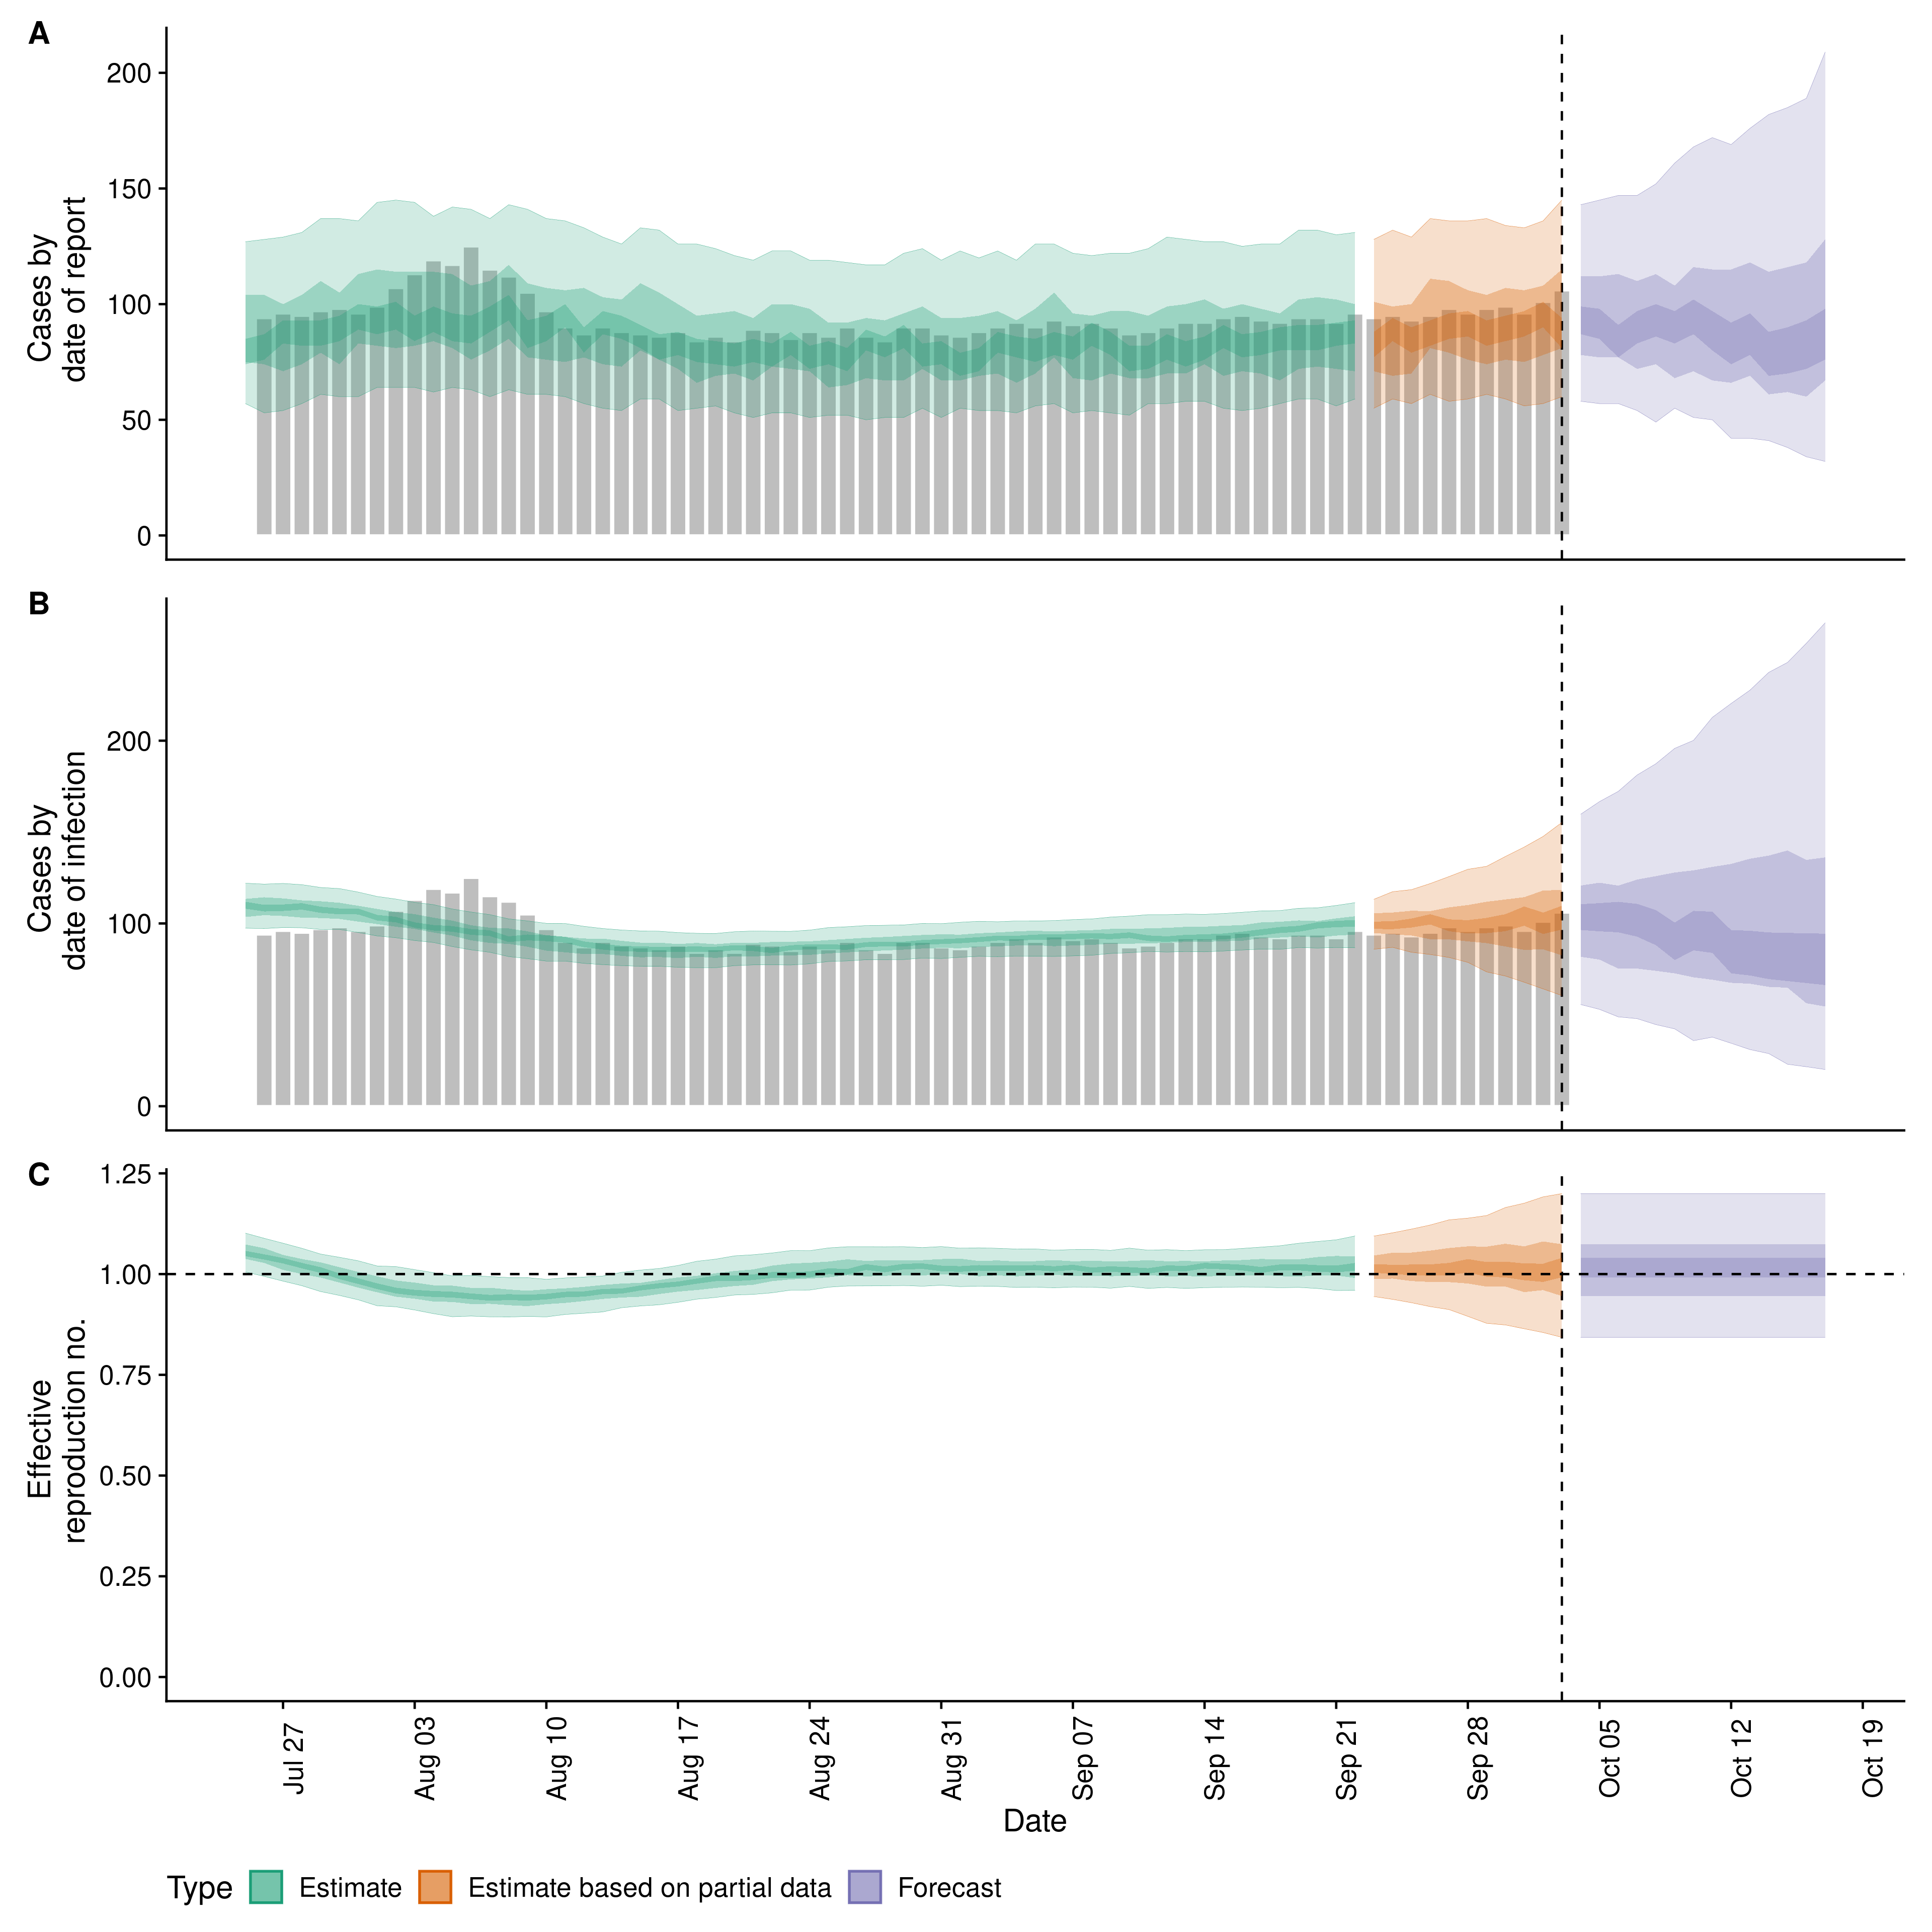 A
Cases by
date of report
200
150
100
50
0
B
Cases by
date of infection
200
100
0
C
Effective
reproduction no.
1.25
1.00
0.75
0.50
0.25
0.00
Jul 27
Aug 03
Aug 10
Aug 17
Aug 24
Aug 31
Sep 07
Sep 14
Sep 21
Sep 28
Oct 05
Oct 12
Oct 19
Date
Type Estimate Estimate based on partial data Forecast